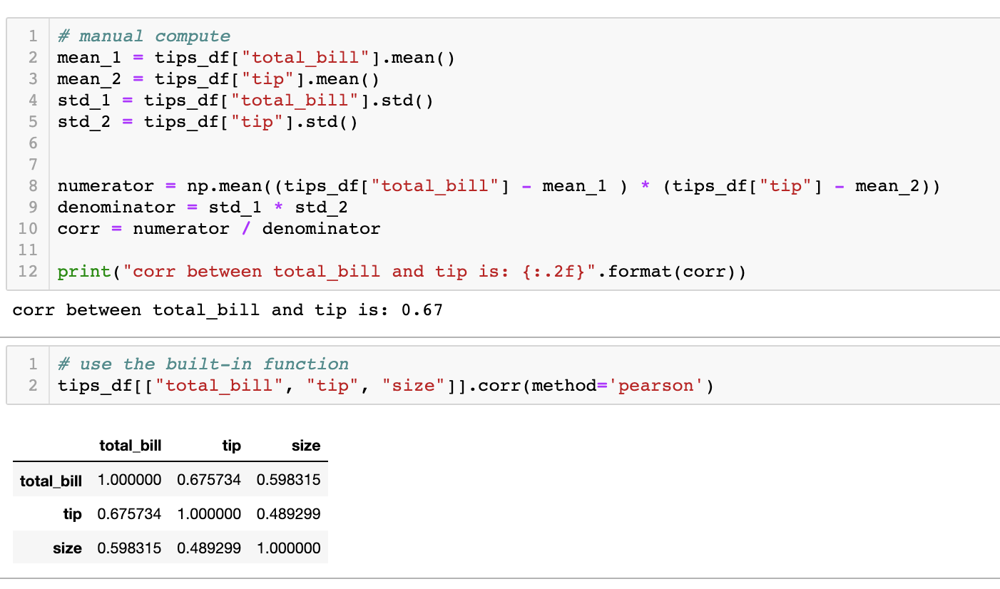 1 # manual compute
2 mean_1 = tips_df["total_bill"].mean()
3 mean_2 = tips_df["tip"].mean()
4 std_1 = tips_df["total_bill"].std()
5 std_2 = tips_df["tip"].std()
6
7
8 numerator = np.mean((tips_df["total_bill"] - mean_1 ) * (tips_df["tip"] - mean_2))
9 denominator = std_1 * std_2
10 corr = numerator / denominator
11
12 print("corr between total_bill and tip is: {:.2f}".format(corr))
corr between total_bill and tip is: 0.67
1 # use the built-in function
2 tips_df[["total_bill", "tip", "size"]].corr(method='pearson')
total_bill tip size
total_bill 1.000000 0.675734 0.598315
tip 0.675734 1.000000 0.489299
size 0.598315 0.489299 1.000000